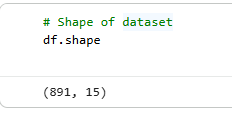 # Shape of dataset
df.shape
(891, 15)